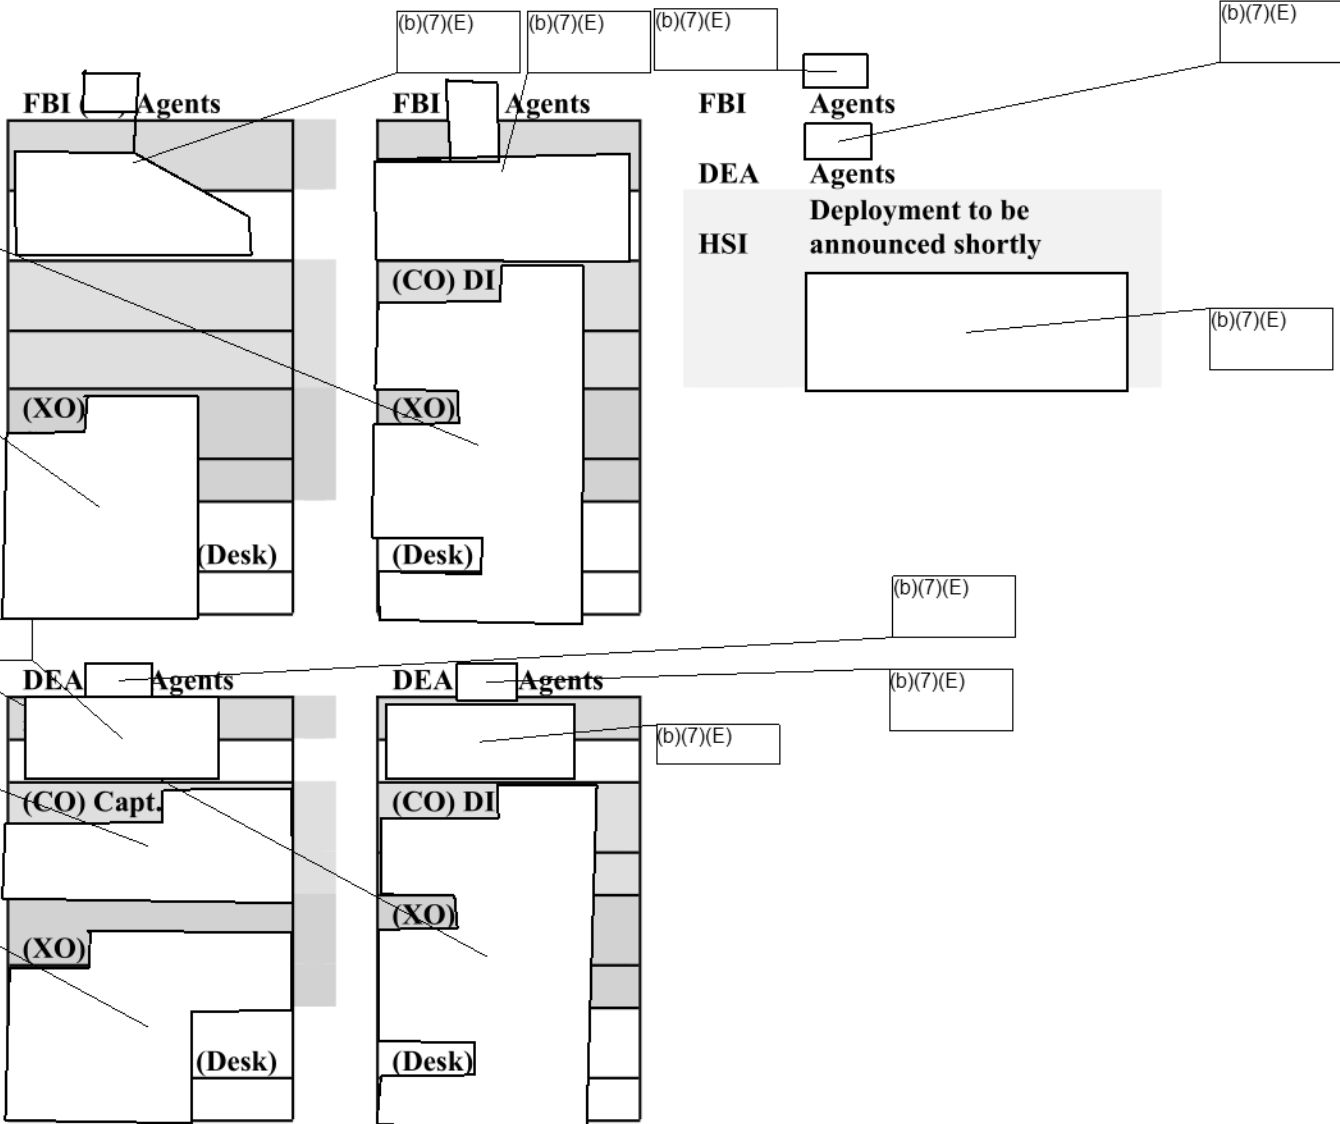 (b)(7)(E) (b)(7)(E) (b)(7)(E) (b)(7)(E)
FBI ( ) Agents
FBI Agents
FBI Agents
DEA Agents
HSI Deployment to be
announced shortly
(b)(7)(E)
(CO) DI
(XO)
(XO)
(Desk)
(Desk)
(b)(7)(E)
DEA Agents
DEA Agents
(b)(7)(E)
(b)(7)(E)
(CO) Capt.
(CO) DI
(XO)
(XO)
(Desk)
(Desk)